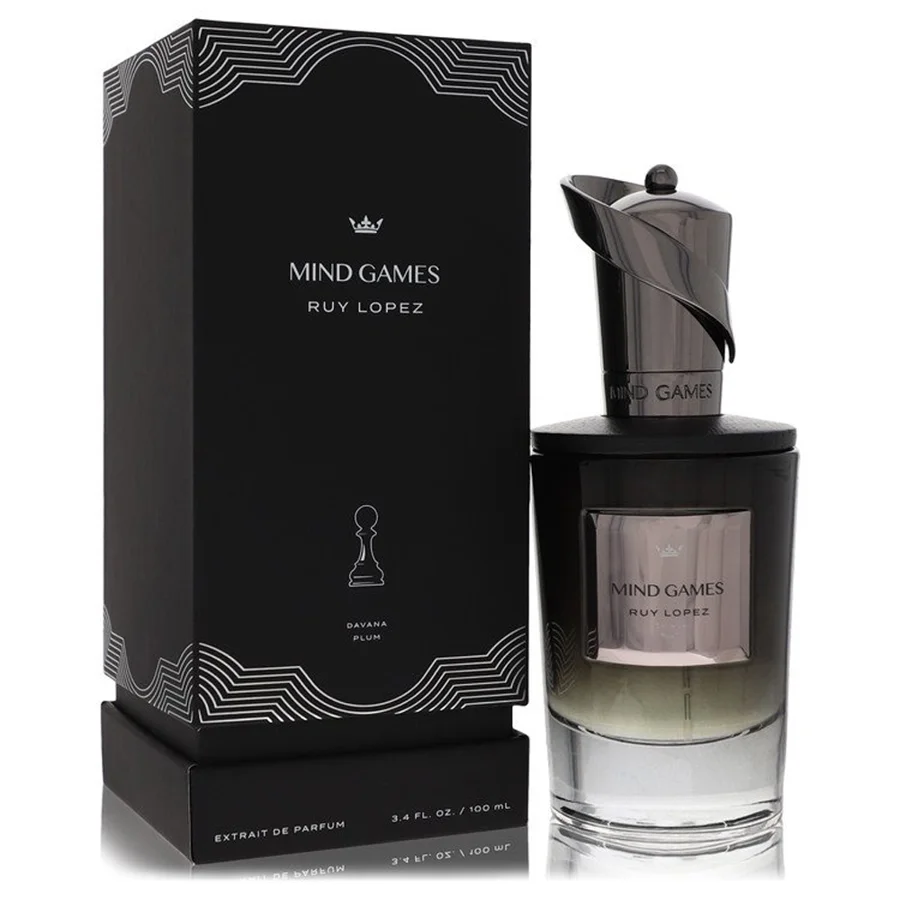 MIND GAMES
RUY LOPEZ
DAVANA
PLUM
EXTRAIT DE PARFUM
3.4 FL. OZ. / 100 mL
MIND GAMES
MIND GAMES
RUY LOPEZ